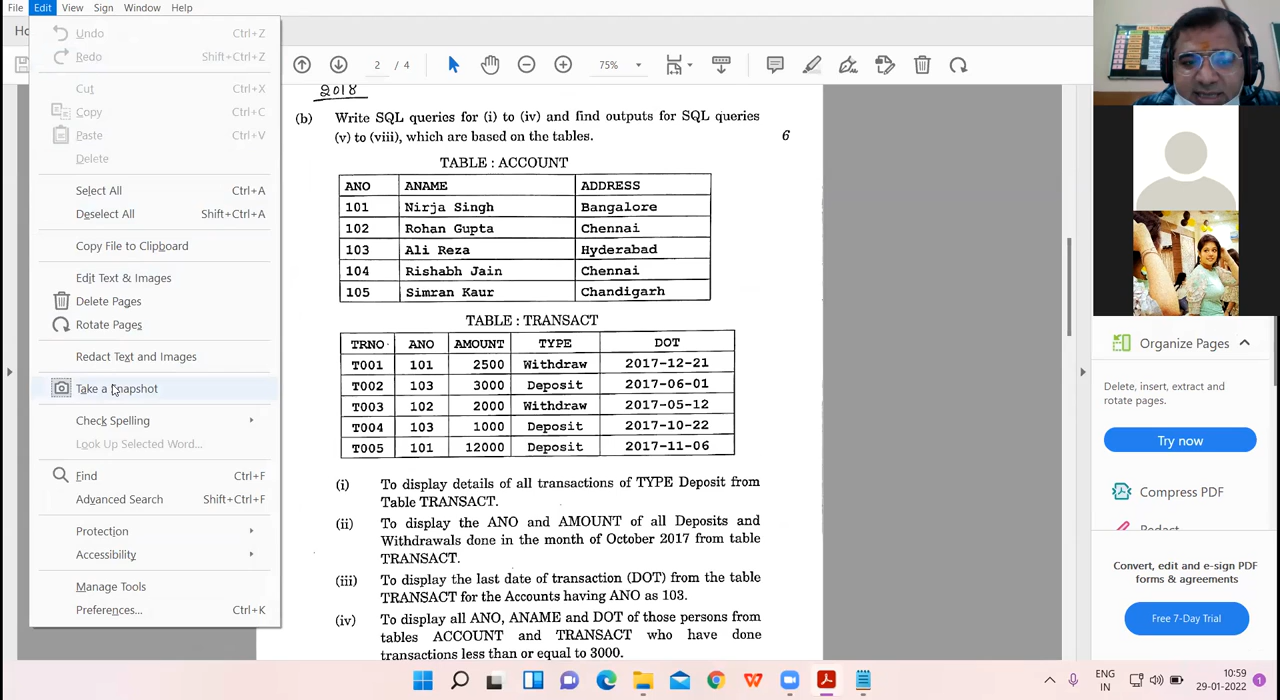 File Edit View Sign Window Help
Undo Ctrl+Z
Redo Shift+Ctrl+Z
Cut Ctrl+X
Copy Ctrl+C
Paste Ctrl+V
Delete
Select All Ctrl+A
Deselect All Shift+Ctrl+A
Copy File to Clipboard
Edit Text & Images
Delete Pages
Rotate Pages
Redact Text and Images
Take a Snapshot
Check Spelling
Look Up Selected Word...
Find Ctrl+F
Advanced Search Shift+Ctrl+F
Protection
Accessibility
Manage Tools
Preferences... Ctrl+K
2 / 4 75%
2018
(b) Write SQL queries for (i) to (iv) and find outputs for SQL queries
(v) to (viii), which are based on the tables. 6
TABLE : ACCOUNT
ANO ANAME ADDRESS
101 Nirja Singh Bangalore
102 Rohan Gupta Chennai
103 Ali Reza Hyderabad
104 Rishabh Jain Chennai
105 Simran Kaur Chandigarh
TABLE : TRANSACT
TRNO ANO AMOUNT TYPE DOT
T001 101 2500 Withdraw 2017-12-21
T002 103 3000 Deposit 2017-06-01
T003 102 2000 Withdraw 2017-05-12
T004 103 1000 Deposit 2017-10-22
T005 101 12000 Deposit 2017-11-06
(i) To display details of all transactions of TYPE Deposit from
Table TRANSACT.
(ii) To display the ANO and AMOUNT of all Deposits and
Withdrawals done in the month of October 2017 from table
TRANSACT.
(iii) To display the last date of transaction (DOT) from the table
TRANSACT for the Accounts having ANO as 103.
(iv) To display all ANO, ANAME and DOT of those persons from
tables ACCOUNT and TRANSACT who have done
transactions less than or equal to 3000.
Organize Pages
Delete, insert, extract and
rotate pages.
Try now
Compress PDF
Redact
Convert, edit and e-sign PDF
forms & agreements
Free 7-Day Trial
ENG
IN
10:59
29-01-2022
1